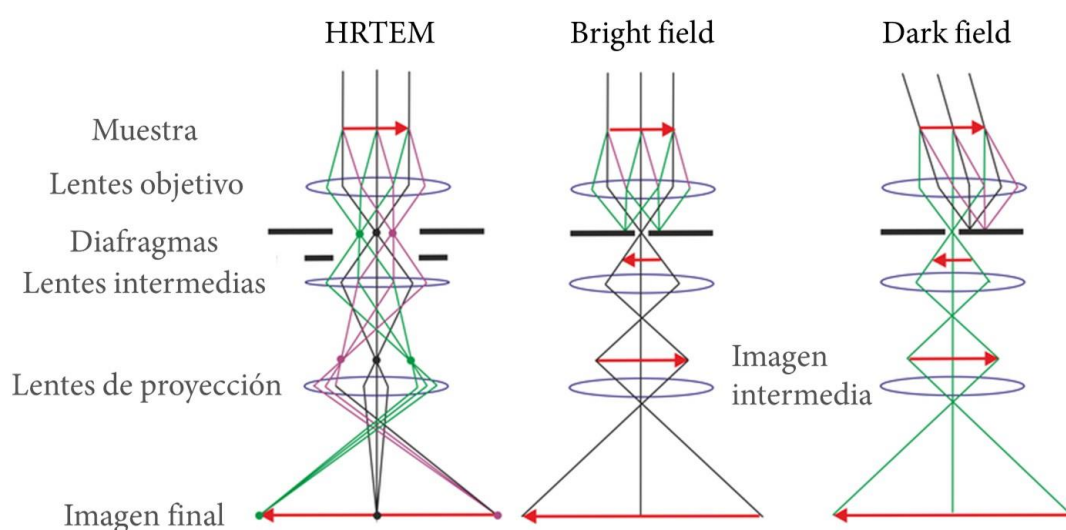 HRTEM
Bright field
Dark field
Muestra
Lentes objetivo
Diafragmas
Lentes intermedias
Lentes de proyección
Imagen
intermedia
Imagen final